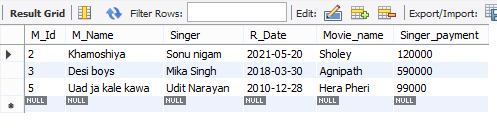 Result Grid Filter Rows: Edit: Export/Import:
M_Id M_Name Singer R_Date Movie_name Singer_payment
2 Khamoshiya Sonu nigam 2021-05-20 Sholey 120000
3 Desi boys Mika Singh 2018-03-30 Agnipath 590000
5 Uad ja kale kawa Udit Narayan 2010-12-28 Hera Pheri 99000
NULL NULL NULL NULL NULL NULL